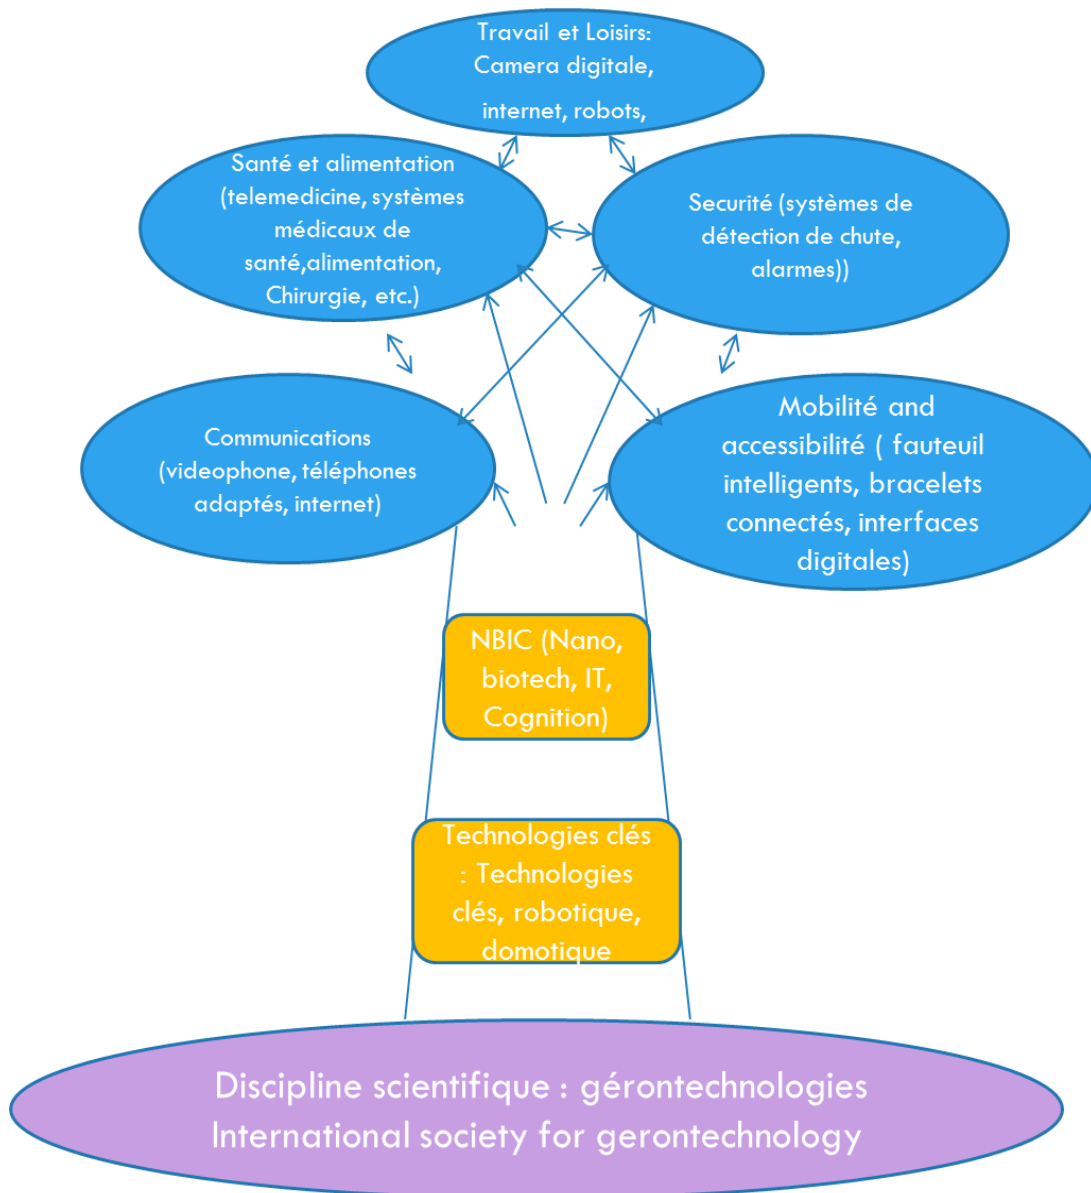 Travail et Loisirs:
Camera digitale,
internet, robots,
Santé et alimentation
(telemedicine, systèmes
médicaux de
santé,alimentation,
Chirurgie, etc.)
Securité (systèmes de
détection de chute,
alarmes))
Communications
(videophone, téléphones
adaptés, internet)
Mobilité and
accessibilité ( fauteuil
intelligents, bracelets
connectés, interfaces
digitales)
NBIC (Nano,
biotech, IT,
Cognition)
Technologies clés
: Technologies
clés, robotique,
domotique
Discipline scientifique : gérontechnologies
International society for gerontechnology